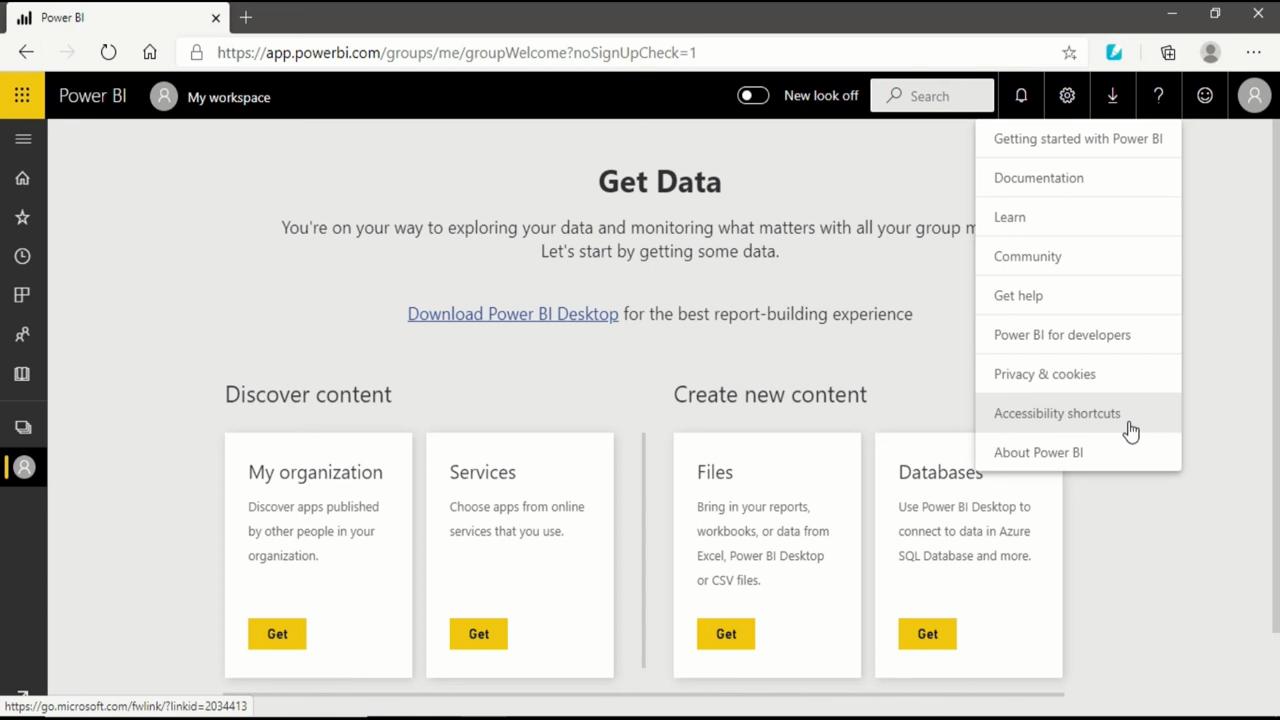 Power BI
https://app.powerbi.com/groups/me/groupWelcome?noSignUpCheck=1
Power BI
My workspace
New look off
Search
Getting started with Power BI
Documentation
Learn
Community
Get help
Power BI for developers
Privacy & cookies
Accessibility shortcuts
About Power BI
Get Data
You're on your way to exploring your data and monitoring what matters with all your group
Let's start by getting some data.
Download Power BI Desktop for the best report-building experience
Discover content
Create new content
My organization
Discover apps published
by other people in your
organization.
Get
Services
Choose apps from online
services that you use.
Get
Files
Bring in your reports,
workbooks, or data from
Excel, Power BI Desktop
or CSV files.
Get
Databases
Use Power BI Desktop to
connect to data in Azure
SQL Database and more.
Get
https://go.microsoft.com/fwlink/?linkid=2034413